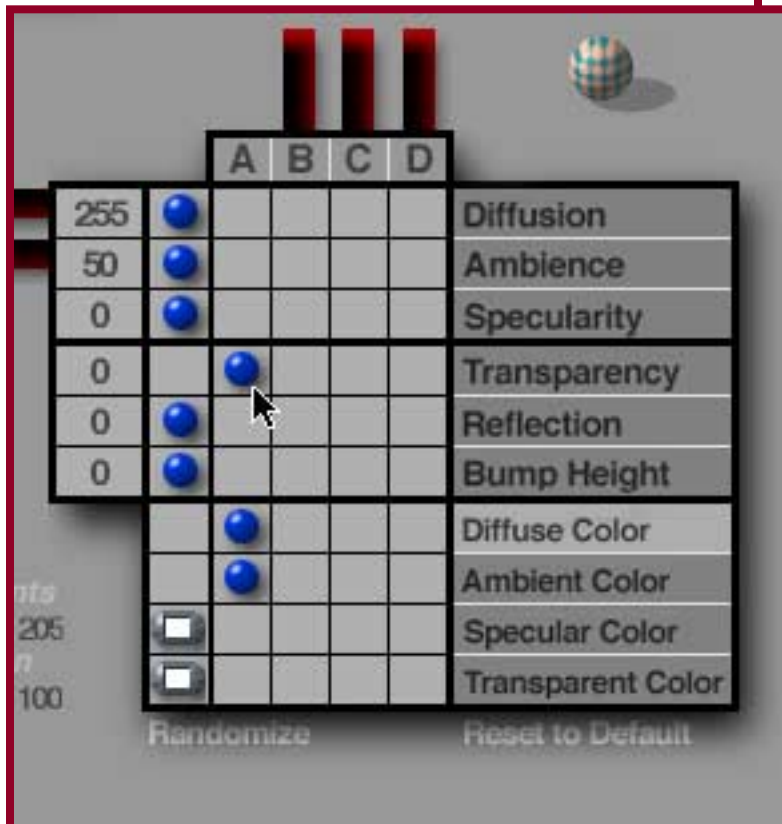 A B C D
255 Diffusion
50 Ambience
0 Specularity
0 Transparency
0 Reflection
0 Bump Height
Diffuse Color
Ambient Color
nts
205 Specular Color
n
100 Transparent Color
Randomize Reset to Default